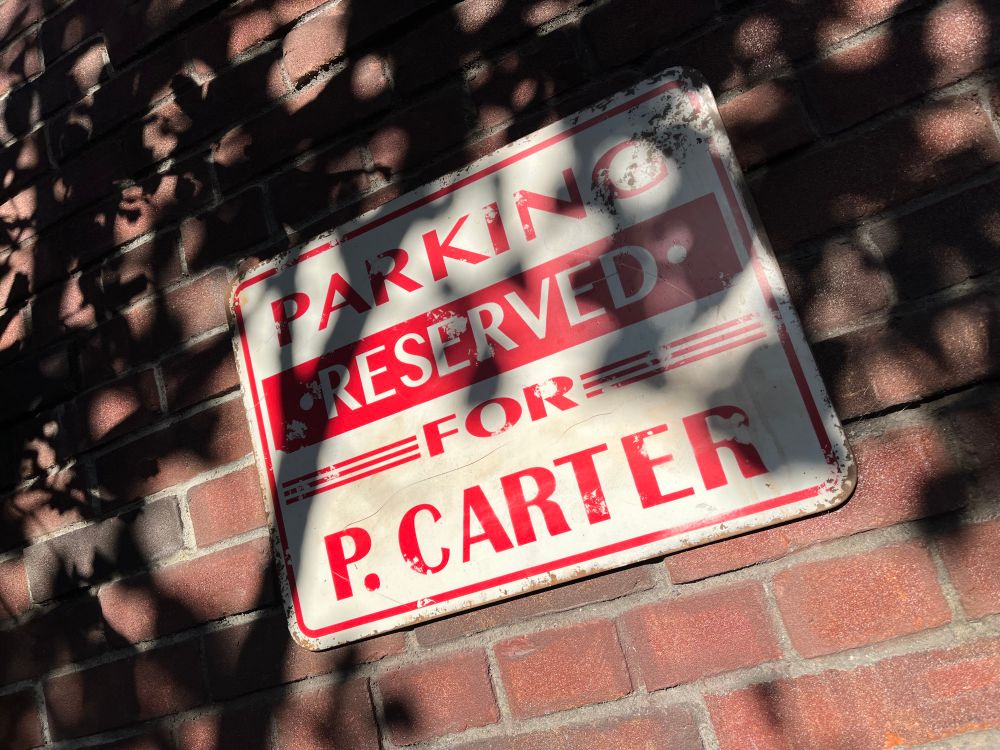 PARKING
RESERVED
FOR
P. CARTER